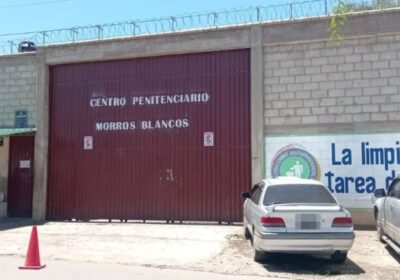 CENTRO PENITENCIARIO
MORROS BLANCOS
La limpi
Tarea d